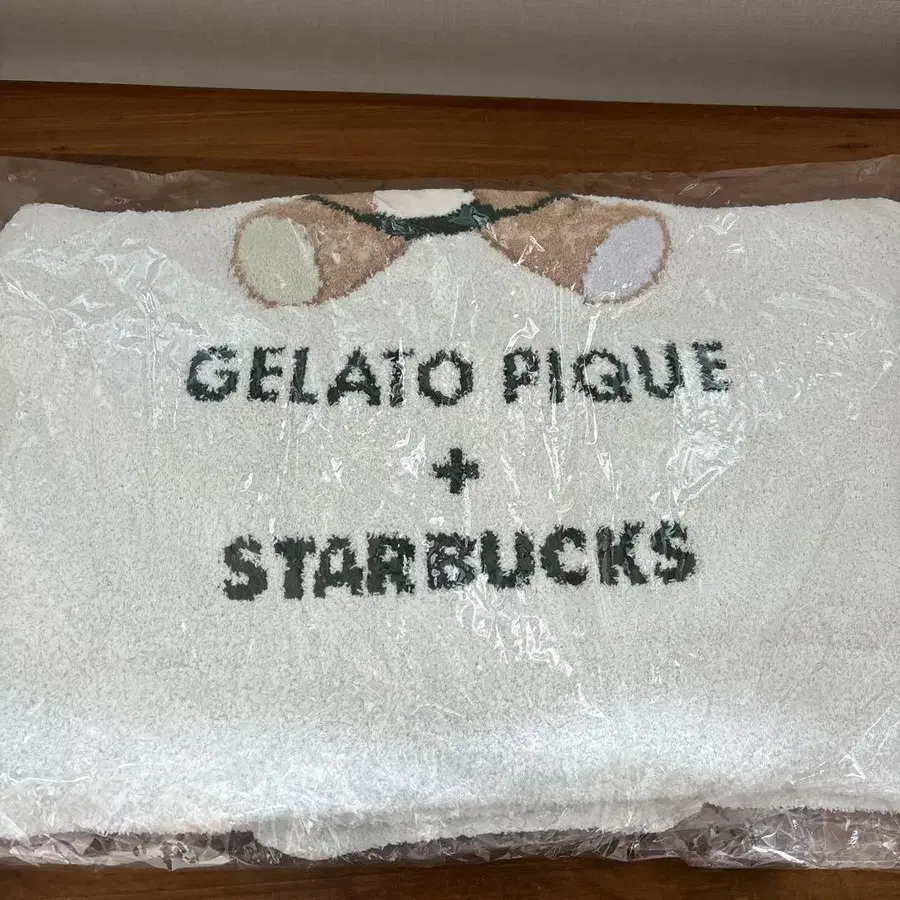 GELATO PIQUE
+
STARBUCKS